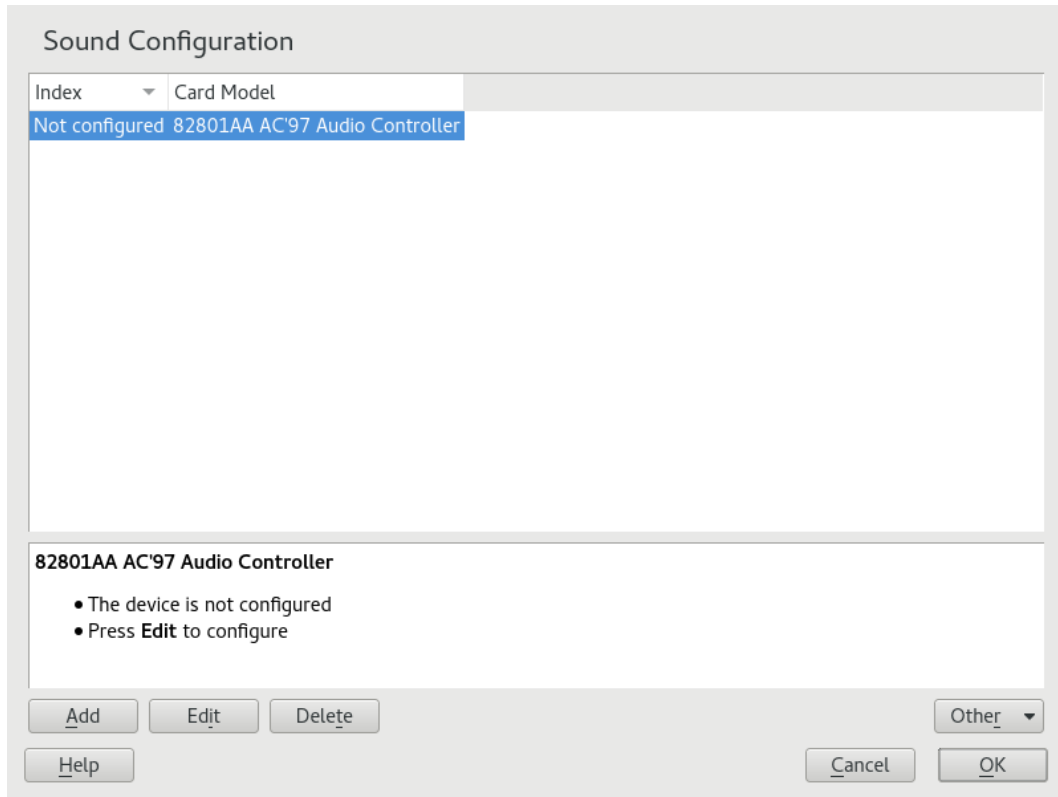 Sound Configuration
Index Card Model
Not configured 82801AA AC'97 Audio Controller
82801AA AC'97 Audio Controller
• The device is not configured
• Press Edit to configure
Add Edit Delete Other
Help Cancel OK